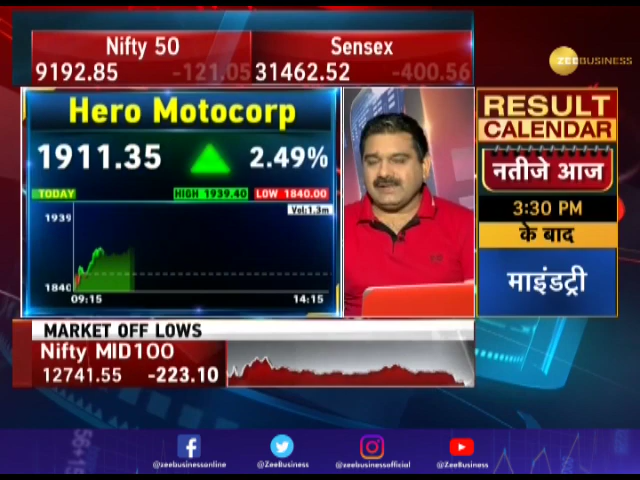 Nifty 50
Sensex
9192.85
-121.05
31462.52
-400.56
ZEEBUSINESS
Hero Motocorp
1911.35
2.49%
TODAY
HIGH 1939.40
LOW 1840.00
Vol:1.3m
1939
1840
09:15
14:15
RESULT
CALENDAR
नतीजे आज
3:30 PM
के बाद
माइंडट्री
MARKET OFF LOWS
Nifty MID100
12741.55
-223.10
@zeebusinessonline
@ZeeBusiness
@zeebusinessofficial
@ZeeBusiness